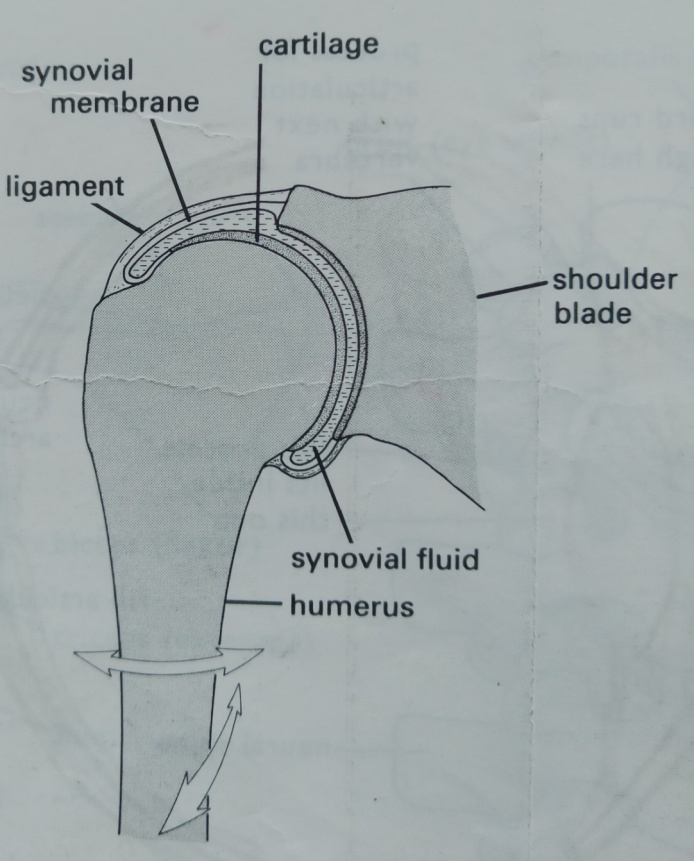 cartilage
synovial
membrane
ligament
shoulder
blade
synovial fluid
humerus